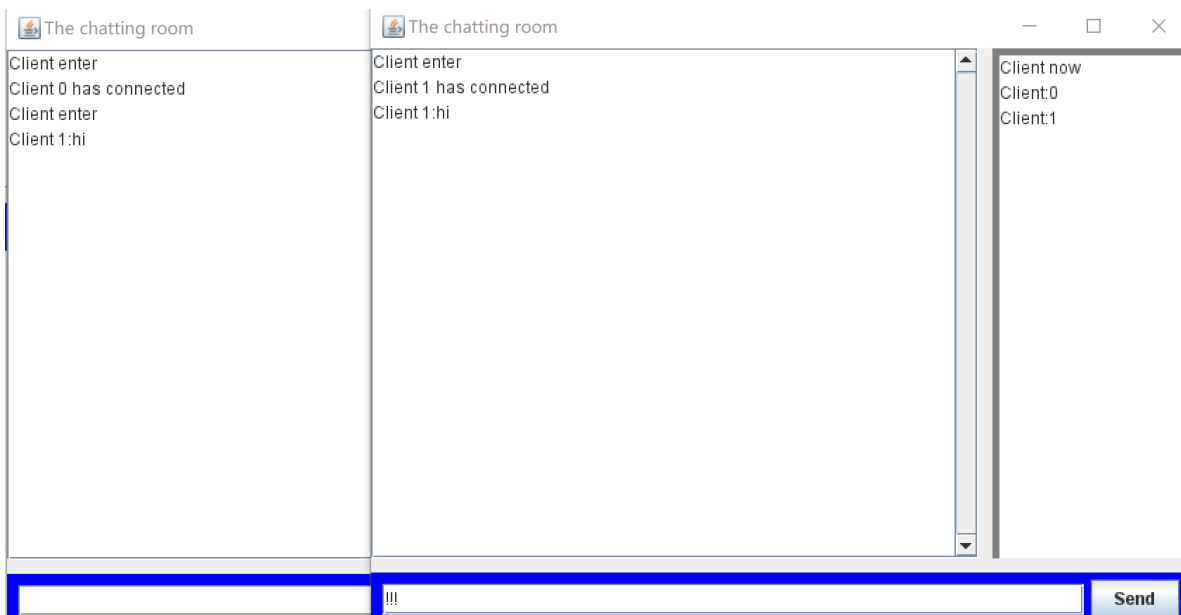 The chatting room
Client enter
Client 0 has connected
Client enter
Client 1:hi
The chatting room
Client enter
Client 1 has connected
Client 1:hi
Client now
Client:0
Client:1
!!!
Send